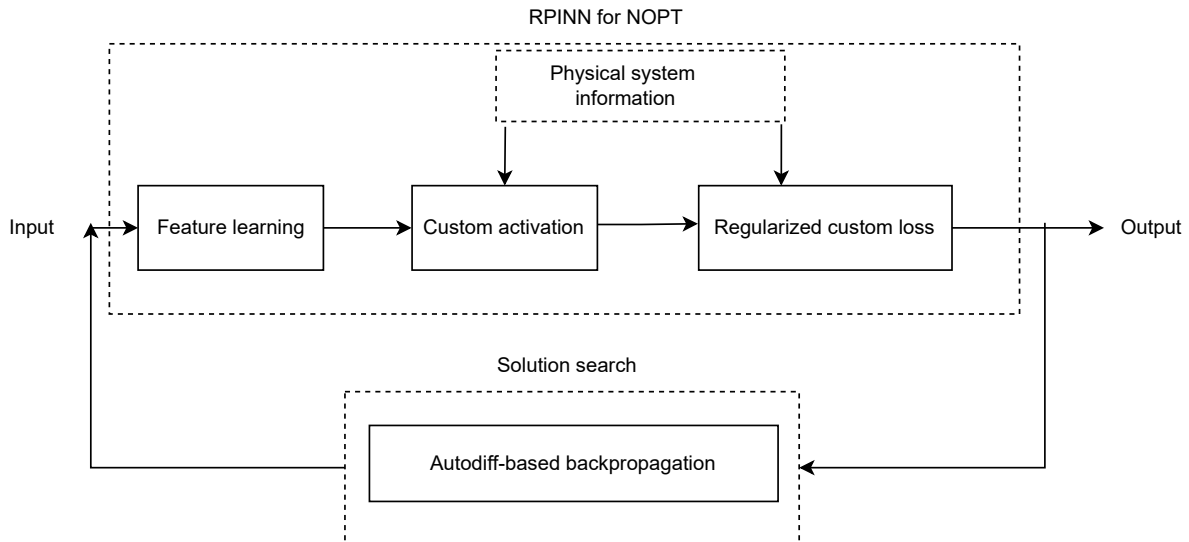 RPINN for NOPT
Physical system
information
Input
Feature learning
Custom activation
Regularized custom loss
Output
Solution search
Autodiff-based backpropagation